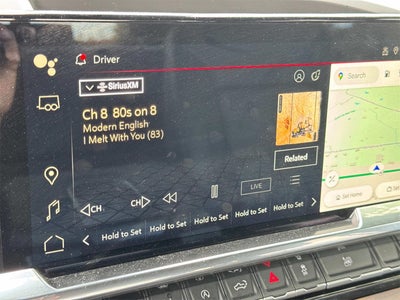 Driver
SiriusXM
Search
Ch 8 80s on 8
Modern English
I Melt With You (83)
Related
CH
CH
LIVE
Set Home
Hold to Set Hold to Set Hold to Set Hold to Set Hold to Set